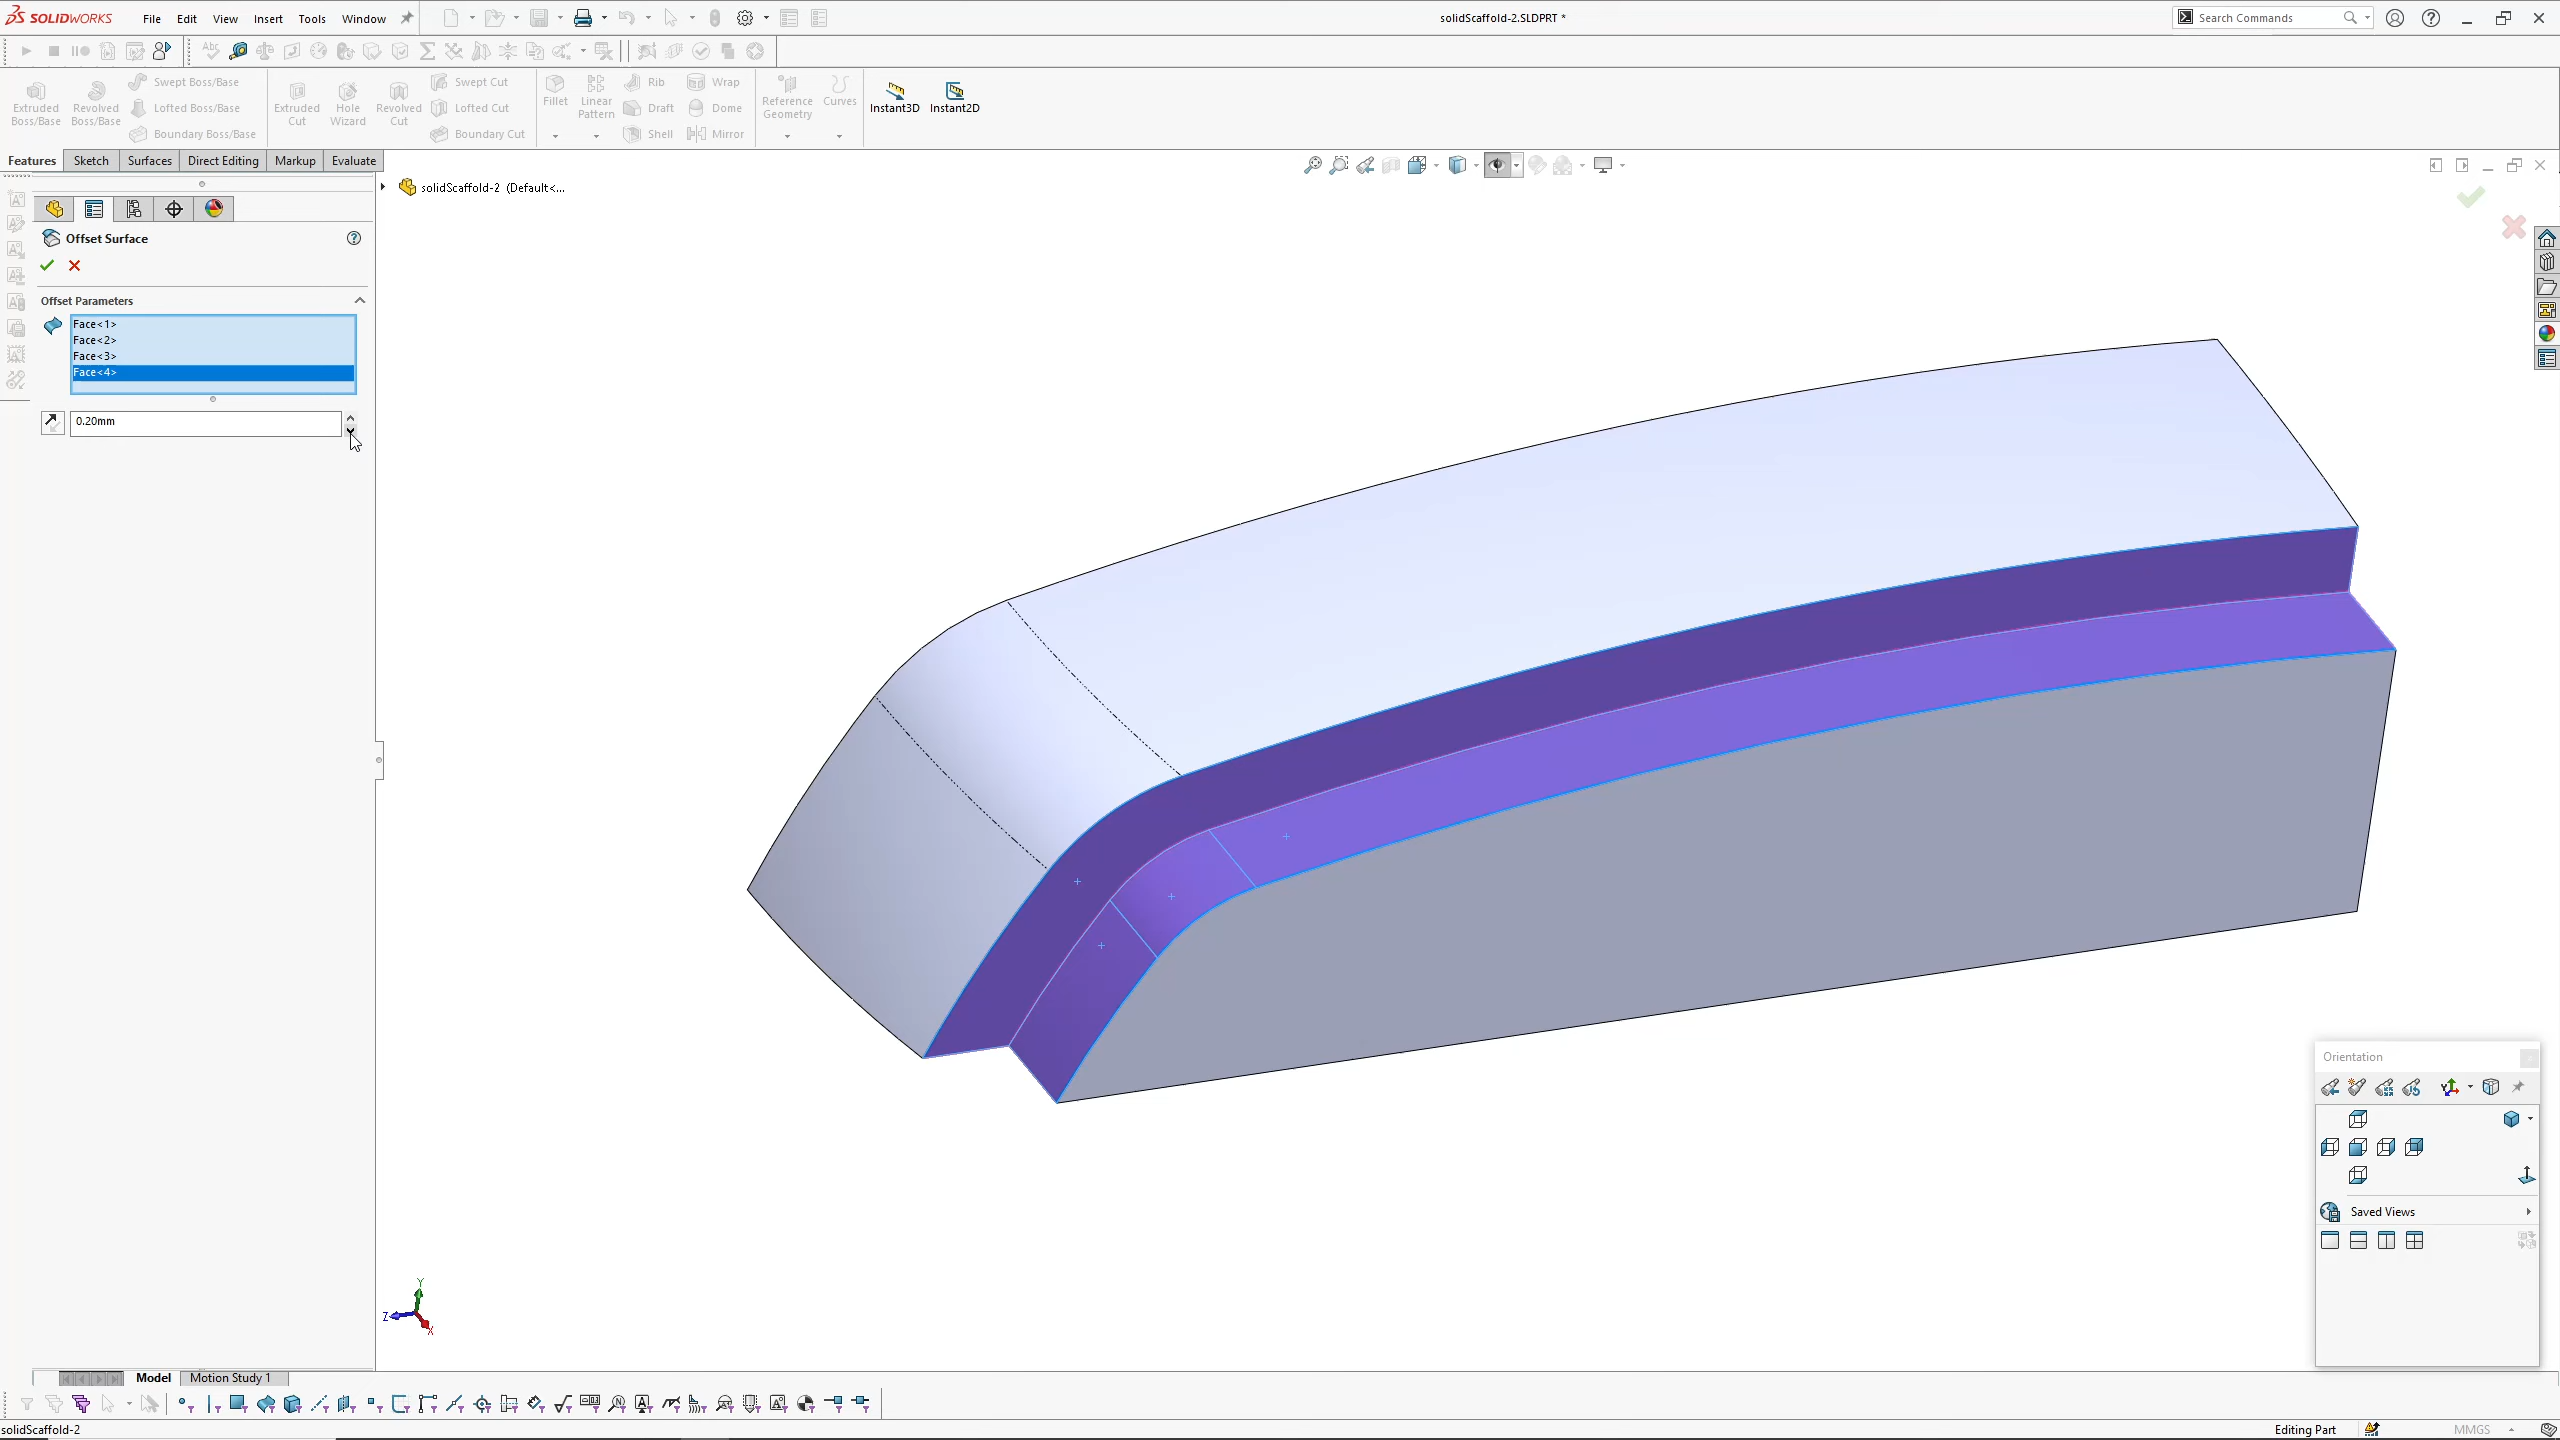 SOLIDWORKS
File Edit View Insert Tools Window
solidScaffold-2.SLDPRT *
Search Commands
Extruded Boss/Base
Revolved Boss/Base
Swept Boss/Base
Lofted Boss/Base
Boundary Boss/Base
Extruded Cut
Hole Wizard
Revolved Cut
Swept Cut
Lofted Cut
Boundary Cut
Fillet
Linear Pattern
Rib
Draft
Shell
Wrap
Dome
Mirror
Reference Geometry
Curves
Instant3D
Instant2D
Features Sketch Surfaces Direct Editing Markup Evaluate
solidScaffold-2 (Default<...
Offset Surface
Offset Parameters
Face<1>
Face<2>
Face<3>
Face<4>
0.20mm
Orientation
Saved Views
Y
Z
X
Model Motion Study 1
solidScaffold-2
Editing Part
MMGS